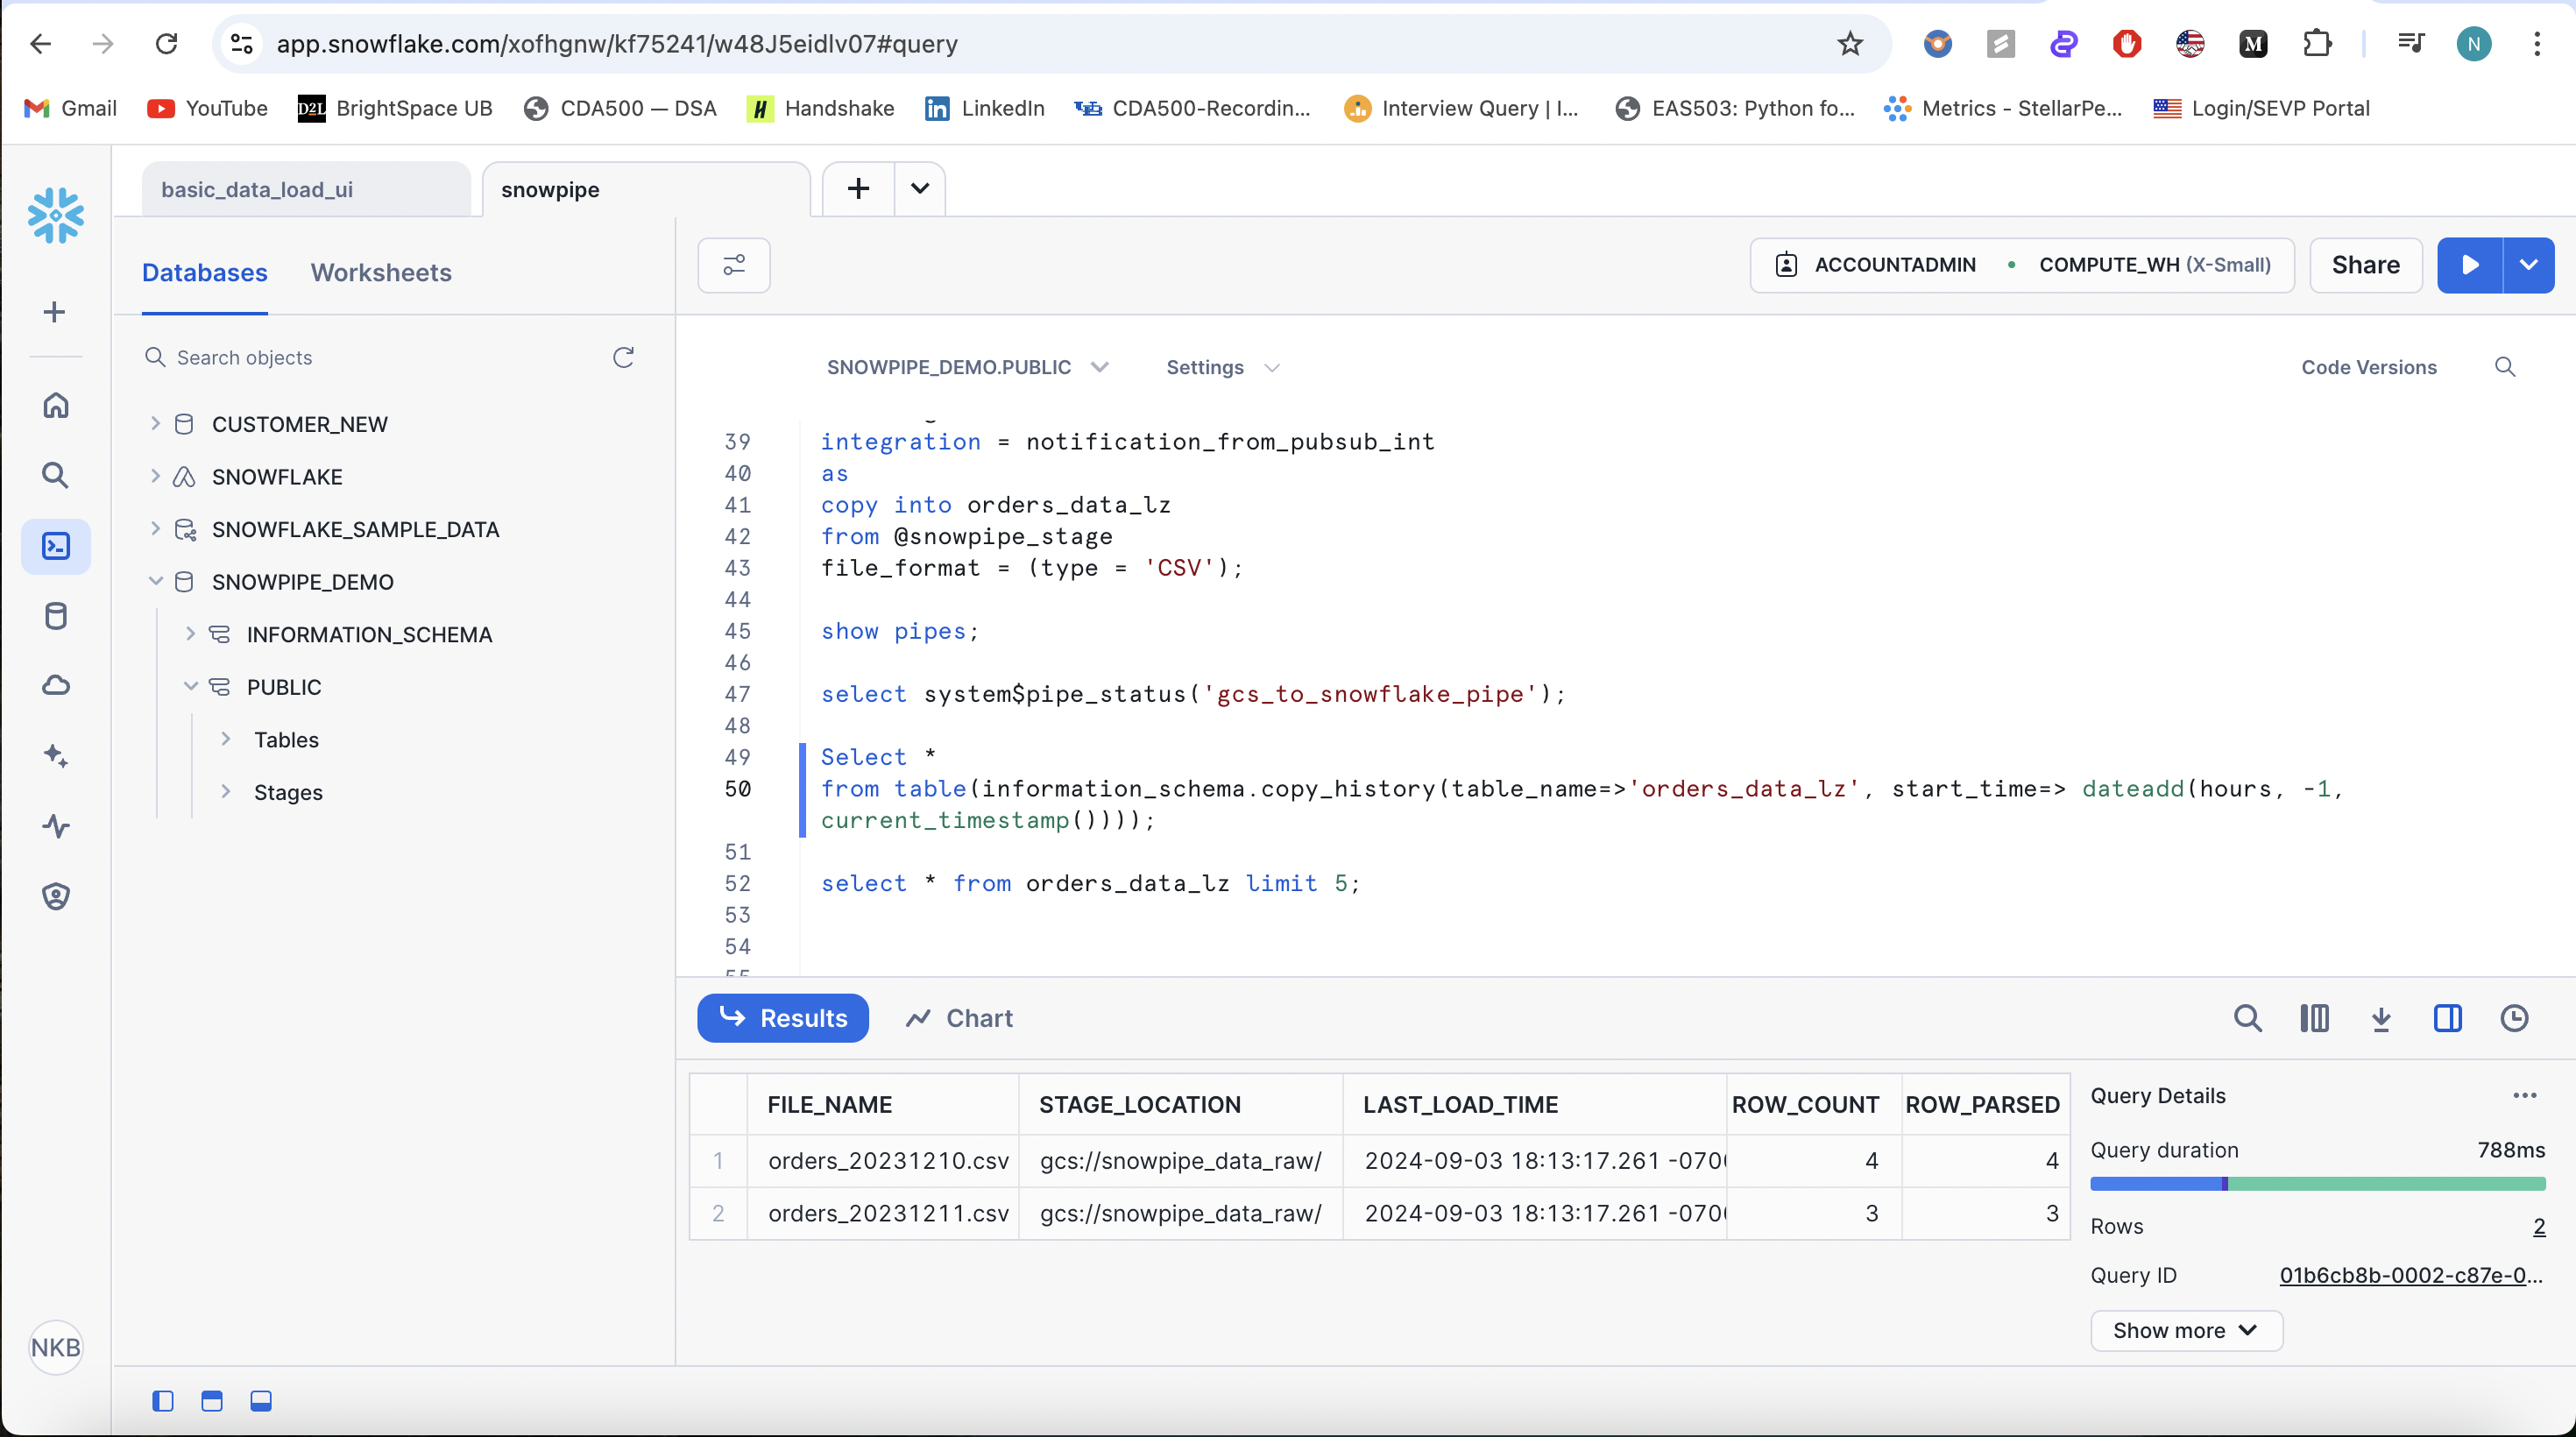 app.snowflake.com/xofhgnw/kf75241/w48J5eidlv07#query
M
N
Gmail
YouTube
D2L BrightSpace UB
CDA500 — DSA
H Handshake
in LinkedIn
UB CDA500-Recordin...
Interview Query | I...
EAS503: Python fo...
Metrics - StellarPe...
Login/SEVP Portal
basic_data_load_ui
snowpipe
Databases
Worksheets
ACCOUNTADMIN
COMPUTE_WH (X-Small)
Share
Search objects
CUSTOMER_NEW
SNOWFLAKE
SNOWFLAKE_SAMPLE_DATA
SNOWPIPE_DEMO
INFORMATION_SCHEMA
PUBLIC
Tables
Stages
NKB
SNOWPIPE_DEMO.PUBLIC
Settings
Code Versions
39 integration = notification_from_pubsub_int
40 as
41 copy into orders_data_lz
42 from @snowpipe_stage
43 file_format = (type = 'CSV');
44
45 show pipes;
46
47 select system$pipe_status('gcs_to_snowflake_pipe');
48
49 Select *
50 from table(information_schema.copy_history(table_name=>'orders_data_lz', start_time=> dateadd(hours, -1,
current_timestamp())));
51
52 select * from orders_data_lz limit 5;
53
54
55
Results
Chart
FILE_NAME STAGE_LOCATION LAST_LOAD_TIME ROW_COUNT ROW_PARSED
1 orders_20231210.csv gcs://snowpipe_data_raw/ 2024-09-03 18:13:17.261 -070 4 4
2 orders_20231211.csv gcs://snowpipe_data_raw/ 2024-09-03 18:13:17.261 -070 3 3
Query Details
Query duration 788ms
Rows 2
Query ID 01b6cb8b-0002-c87e-0...
Show more